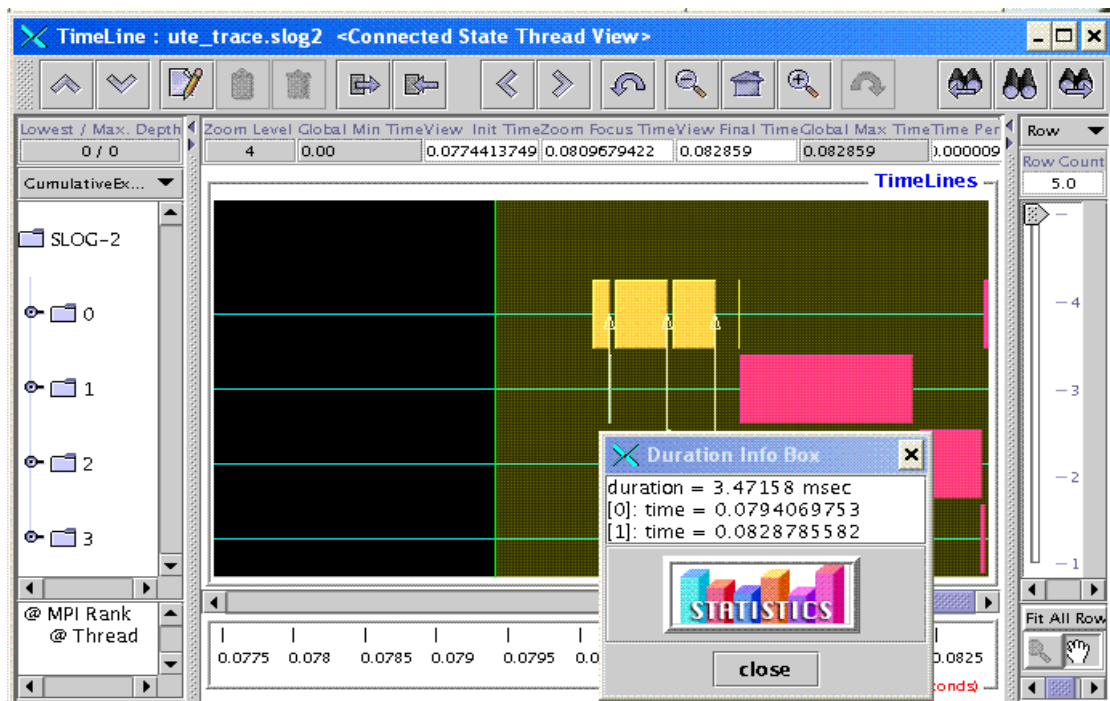 TimeLine : ute_trace.slog2 <Connected State Thread View>
Lowest / Max. Depth
0 / 0
Zoom Level Global Min Time View Init Time Zoom Focus Time View Final Time Global Max Time Time Per
4 0.00 0.0774413749 0.0809679422 0.082859 0.082859 0.000009
Row
Row Count
5.0
CumulativeEx...
TimeLines
SLOG-2
0
1
2
3
4
3
2
1
Duration Info Box
duration = 3.47158 msec
[0]: time = 0.0794069753
[1]: time = 0.0828785582
STATISTICS
close
@ MPI Rank
@ Thread
0.0775 0.078 0.0785 0.079 0.0795 0.0
0.0825
onds)
Fit All Row